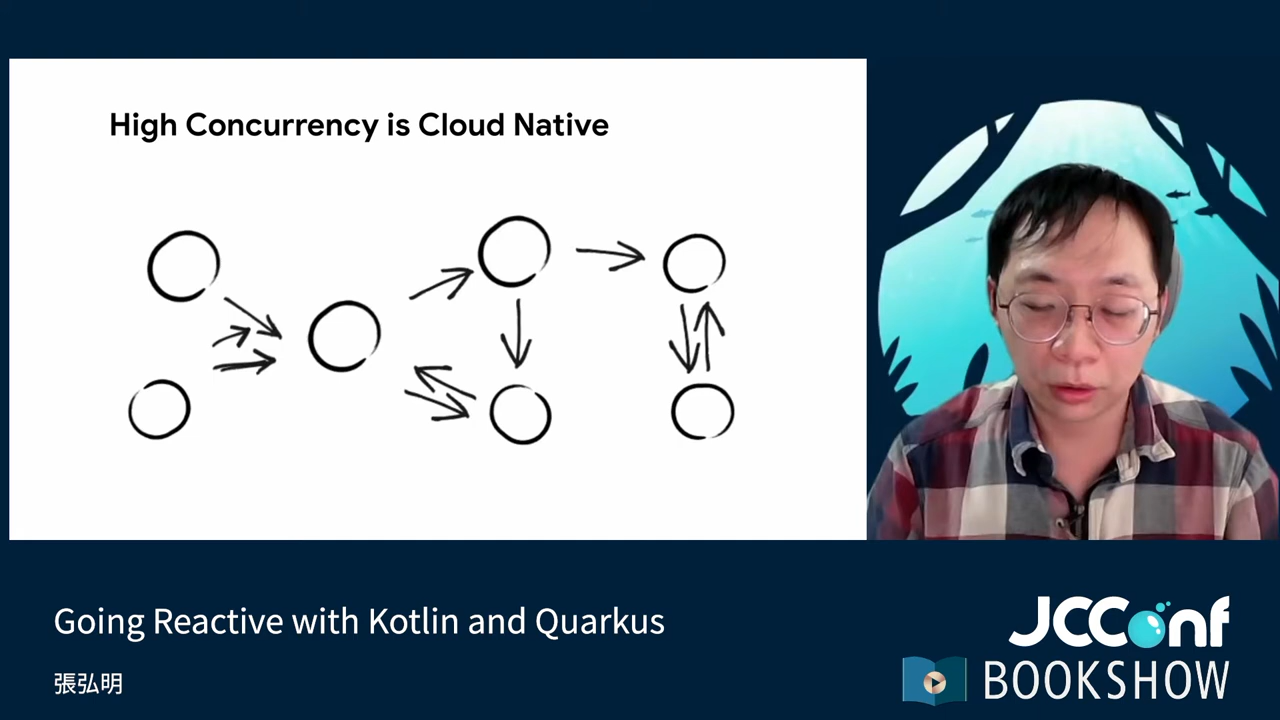 High Concurrency is Cloud Native
Going Reactive with Kotlin and Quarkus
張弘明
JCConf
BOOKSHOW